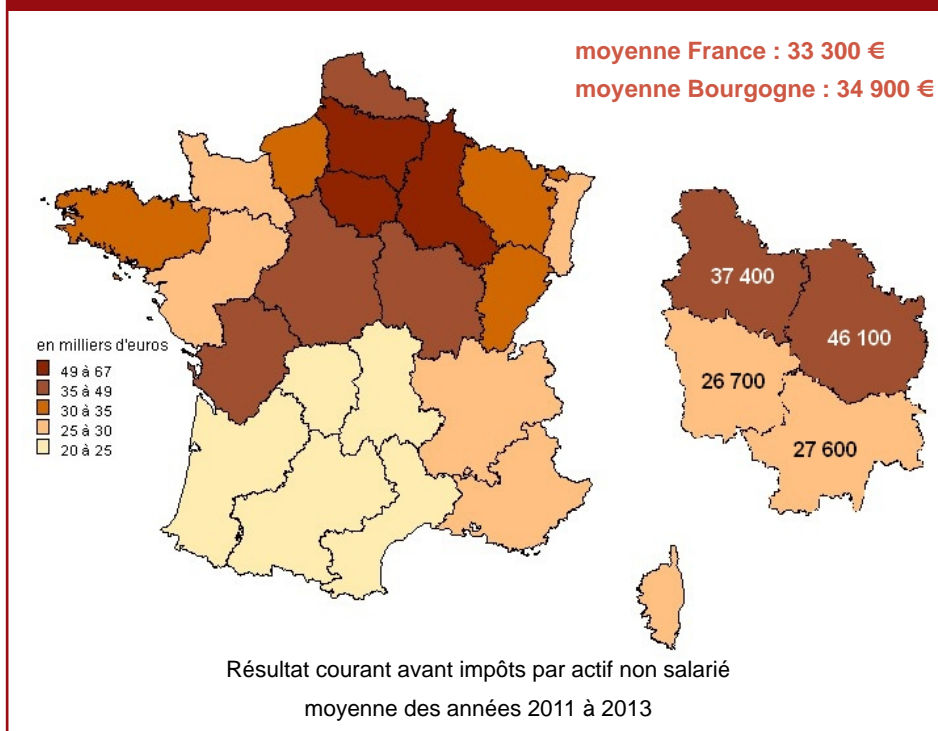 moyenne France : 33 300 €
moyenne Bourgogne : 34 900 €
37 400
46 100
26 700
27 600
en milliers d'euros
49 à 67
35 à 49
30 à 35
25 à 30
20 à 25
Résultat courant avant impôts par actif non salarié
moyenne des années 2011 à 2013